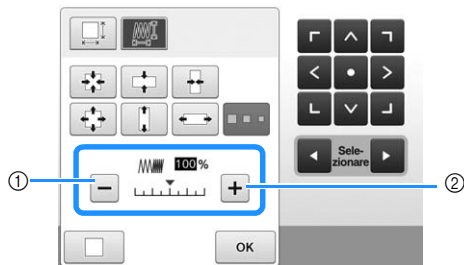 100 %
①
②
Sele-
zionare
OK